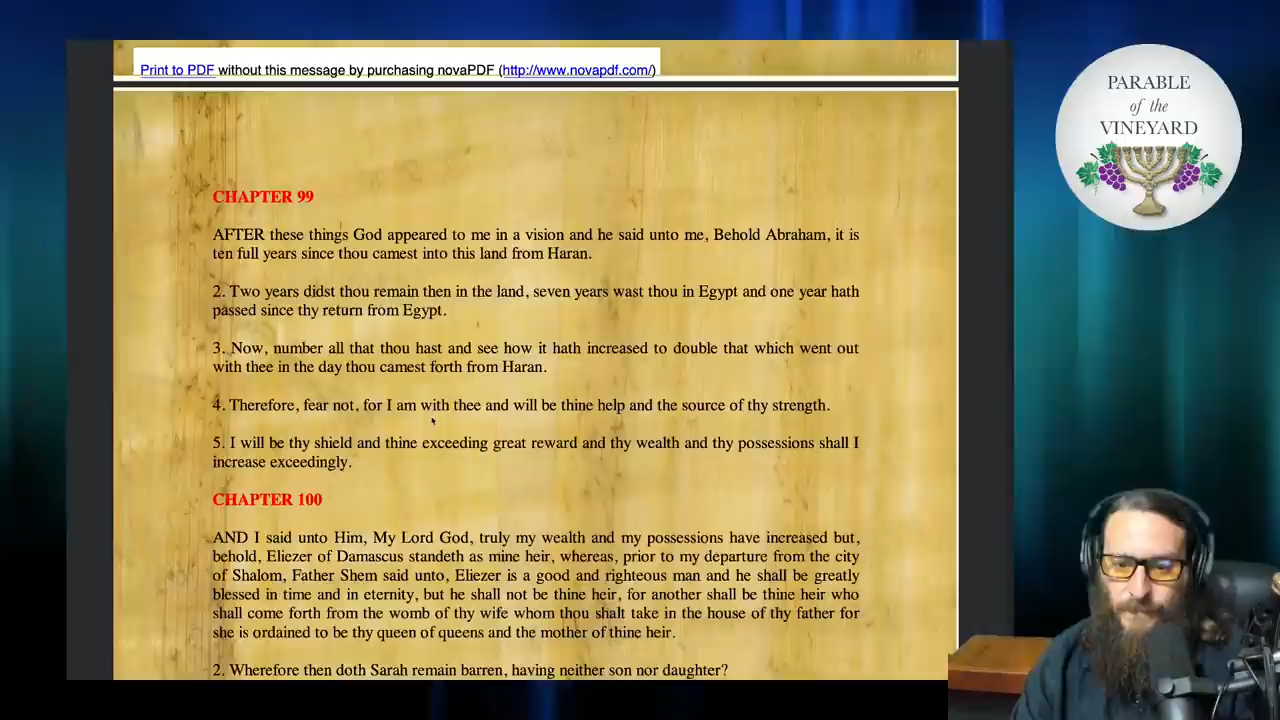 Print to PDF without this message by purchasing novaPDF (http://www.novapdf.com/)
PARABLE
of the
VINEYARD
CHAPTER 99
AFTER these things God appeared to me in a vision and he said unto me, Behold Abraham, it is
ten full years since thou camest into this land from Haran.
2. Two years didst thou remain then in the land, seven years wast thou in Egypt and one year hath
passed since thy return from Egypt.
3. Now, number all that thou hast and see how it hath increased to double that which went out
with thee in the day thou camest forth from Haran.
4. Therefore, fear not, for I am with thee and will be thine help and the source of thy strength.
5. I will be thy shield and thine exceeding great reward and thy wealth and thy possessions shall I
increase exceedingly.
CHAPTER 100
AND I said unto Him, My Lord God, truly my wealth and my possessions have increased but,
behold, Eliezer of Damascus standeth as mine heir, whereas, prior to my departure from the city
of Shalom, Father Shem said unto, Eliezer is a good and righteous man and he shall be greatly
blessed in time and in eternity, but he shall not be thine heir, for another shall be thine heir who
shall come forth from the womb of thy wife whom thou shalt take in the house of thy father for
she is ordained to be thy queen of queens and the mother of thine heir.
2. Wherefore then doth Sarah remain barren, having neither son nor daughter?